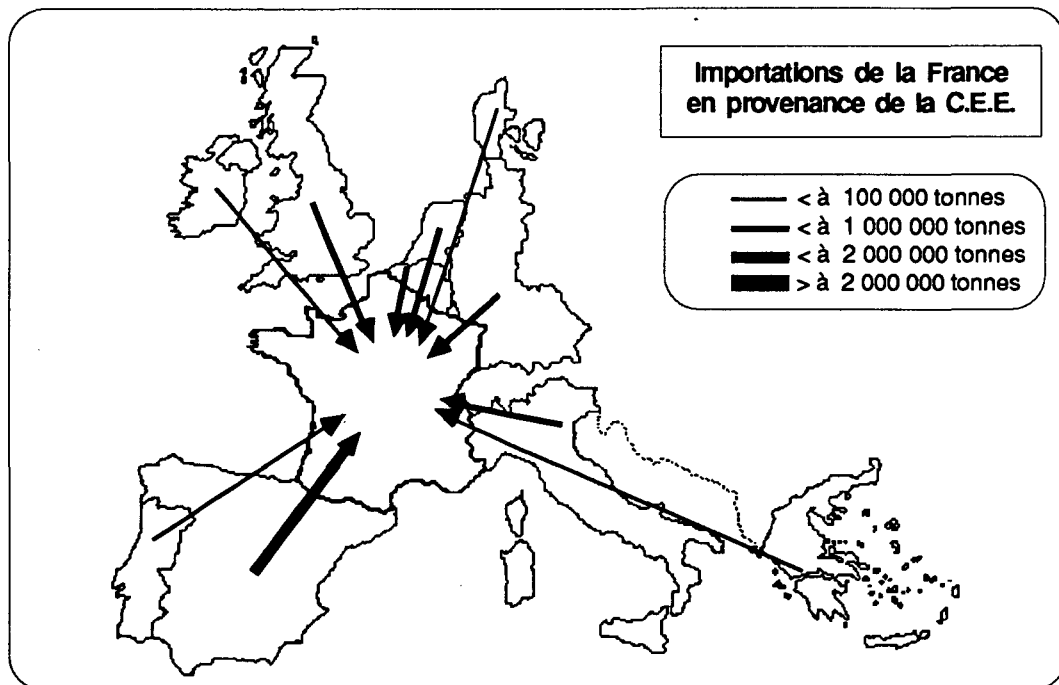 Importations de la France
en provenance de la C.E.E.
< à 100 000 tonnes
< à 1 000 000 tonnes
< à 2 000 000 tonnes
> à 2 000 000 tonnes